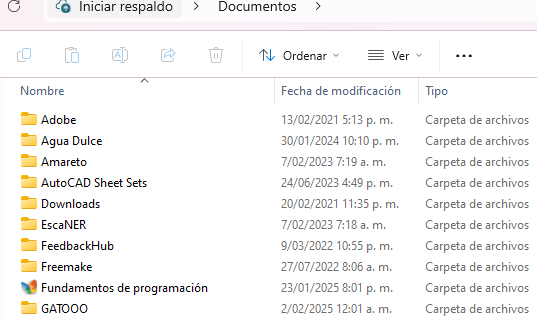 Iniciar respaldo > Documentos >
Ordenar Ver ...
Nombre Fecha de modificación Tipo
Adobe 13/02/2021 5:13 p. m. Carpeta de archivos
Agua Dulce 30/01/2024 10:10 p. m. Carpeta de archivos
Amareto 7/02/2023 7:19 a. m. Carpeta de archivos
AutoCAD Sheet Sets 24/06/2023 4:49 p. m. Carpeta de archivos
Downloads 20/02/2021 11:35 p. m. Carpeta de archivos
EscaNER 7/02/2023 7:18 a. m. Carpeta de archivos
FeedbackHub 9/03/2022 10:55 p. m. Carpeta de archivos
Freemake 27/07/2022 8:06 a. m. Carpeta de archivos
Fundamentos de programación 23/01/2025 8:01 p. m. Carpeta de archivos
GATOOO 2/02/2025 12:01 a. m. Carpeta de archivos